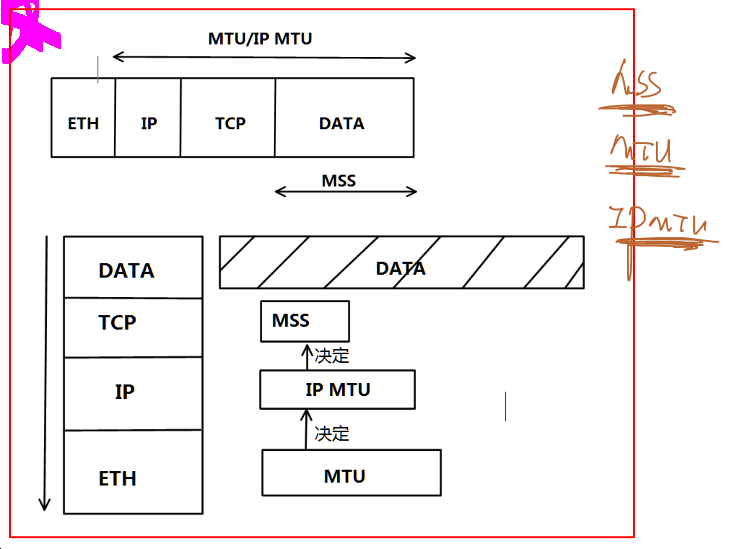 MTU/IP MTU
ETH IP TCP DATA
MSS
DATA
TCP
IP
ETH
DATA
MSS
决定
IP MTU
决定
MTU
MSS
MTU
IPMTU